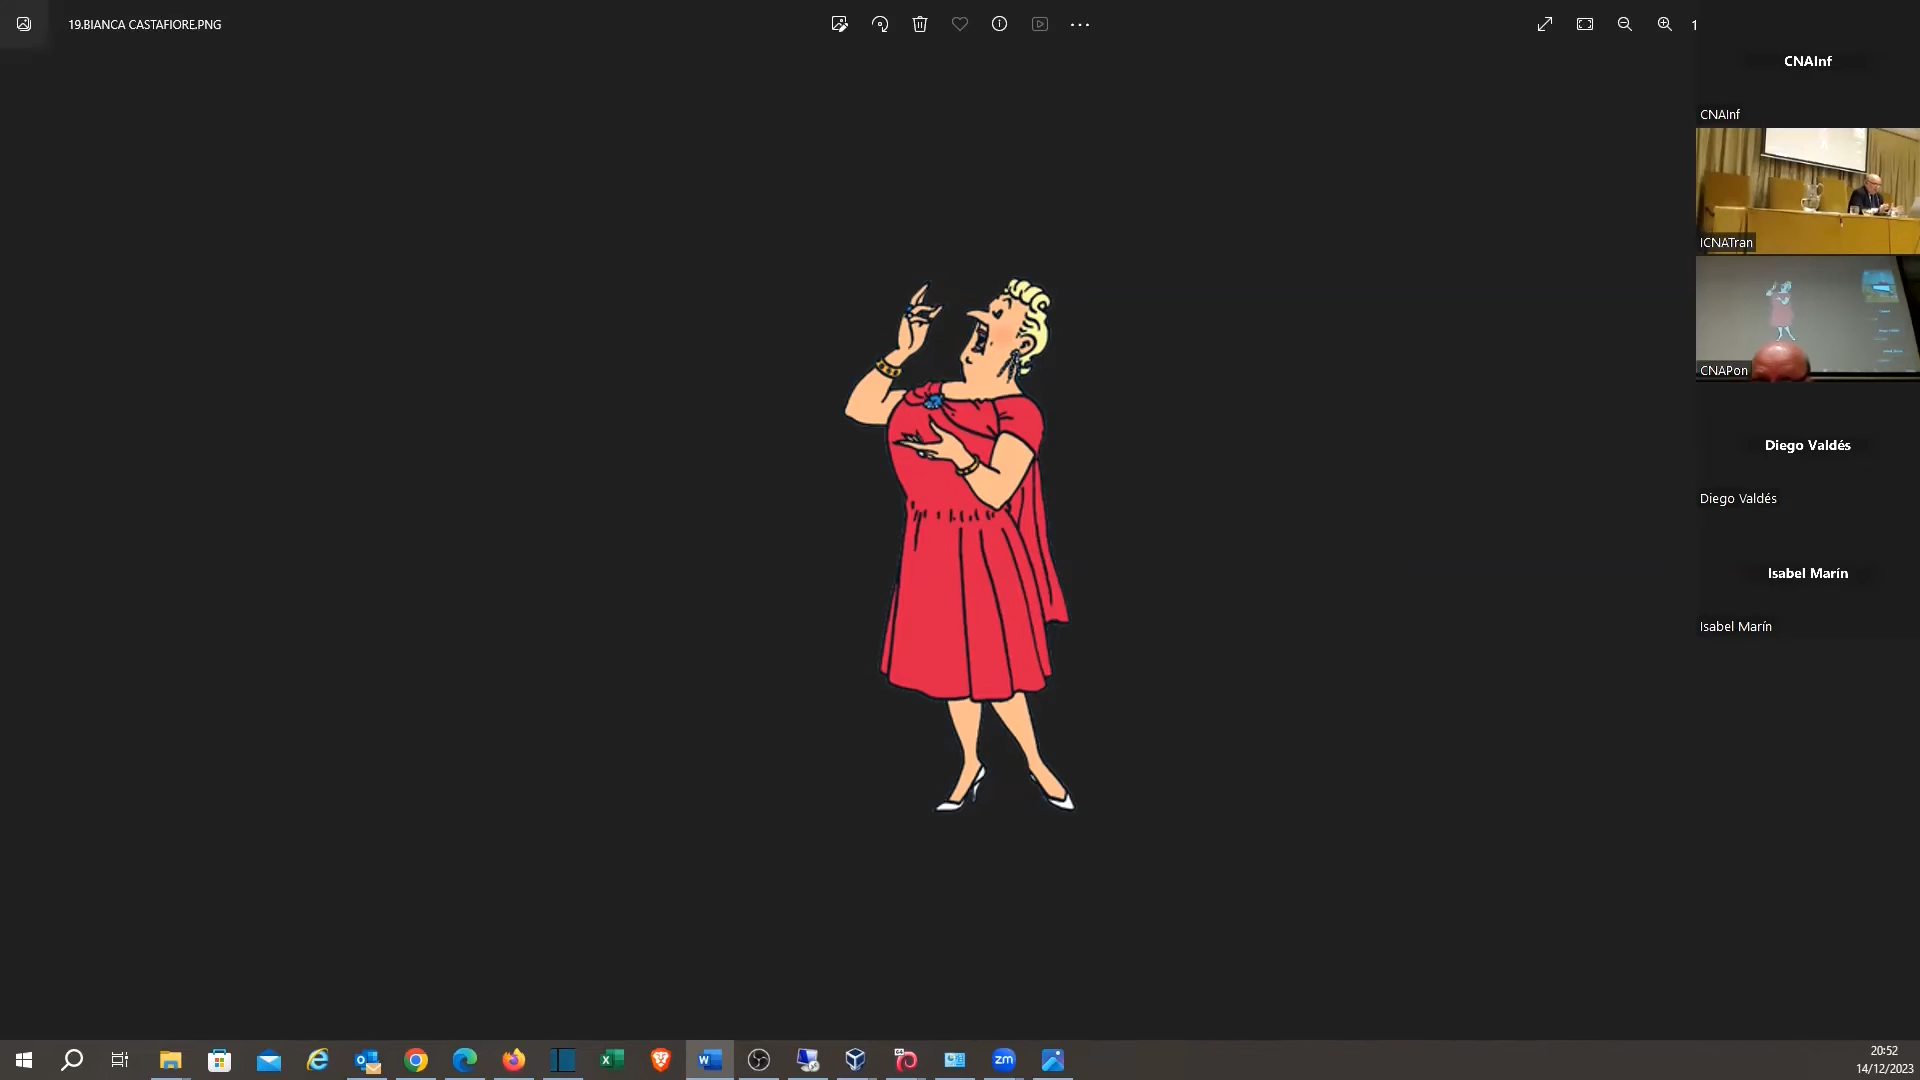 19.BIANCA CASTAFIORE.PNG
1
CNAInf
CNAInf
ICNATran
CNAPon
Diego Valdés
Diego Valdés
Isabel Marín
Isabel Marín
zm
20:52
14/12/2023